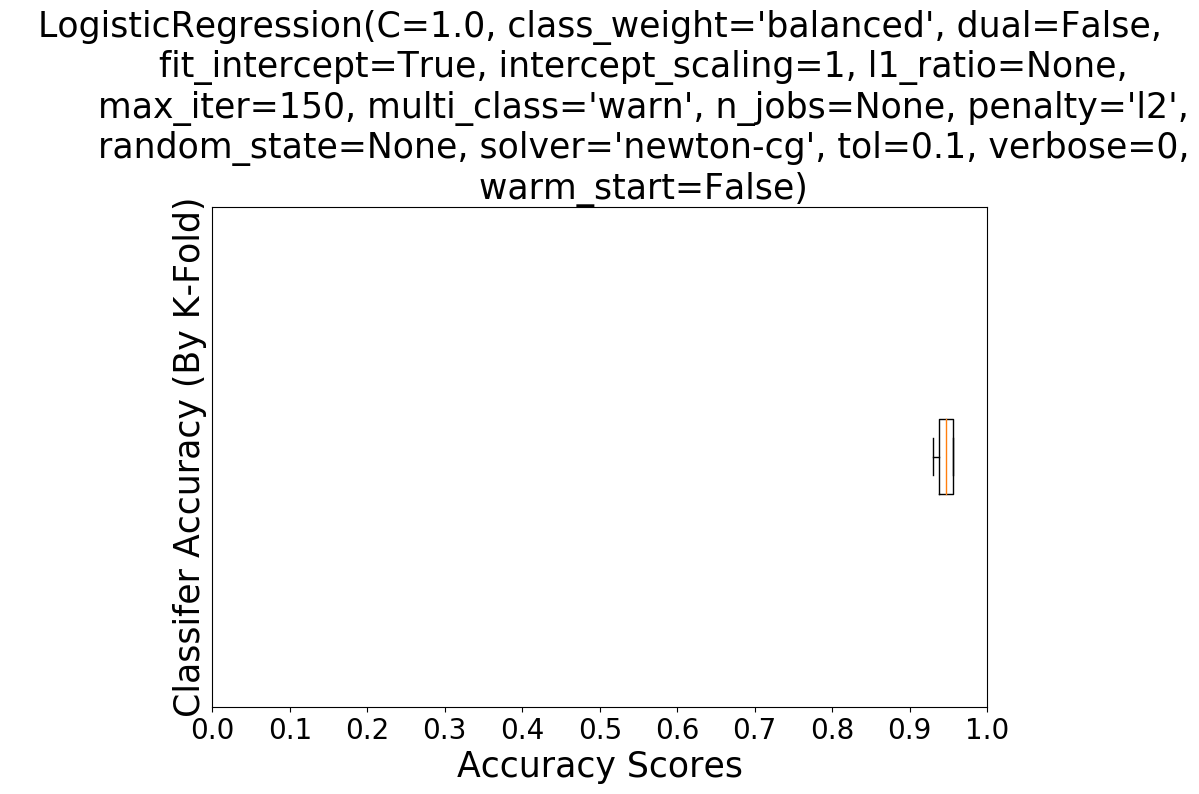 LogisticRegression(C=1.0, class_weight='balanced', dual=False,
fit_intercept=True, intercept_scaling=1, l1_ratio=None,
max_iter=150, multi_class='warn', n_jobs=None, penalty='l2',
random_state=None, solver='newton-cg', tol=0.1, verbose=0,
warm_start=False)
Classifer Accuracy (By K-Fold)
0.0 0.1 0.2 0.3 0.4 0.5 0.6 0.7 0.8 0.9 1.0
Accuracy Scores